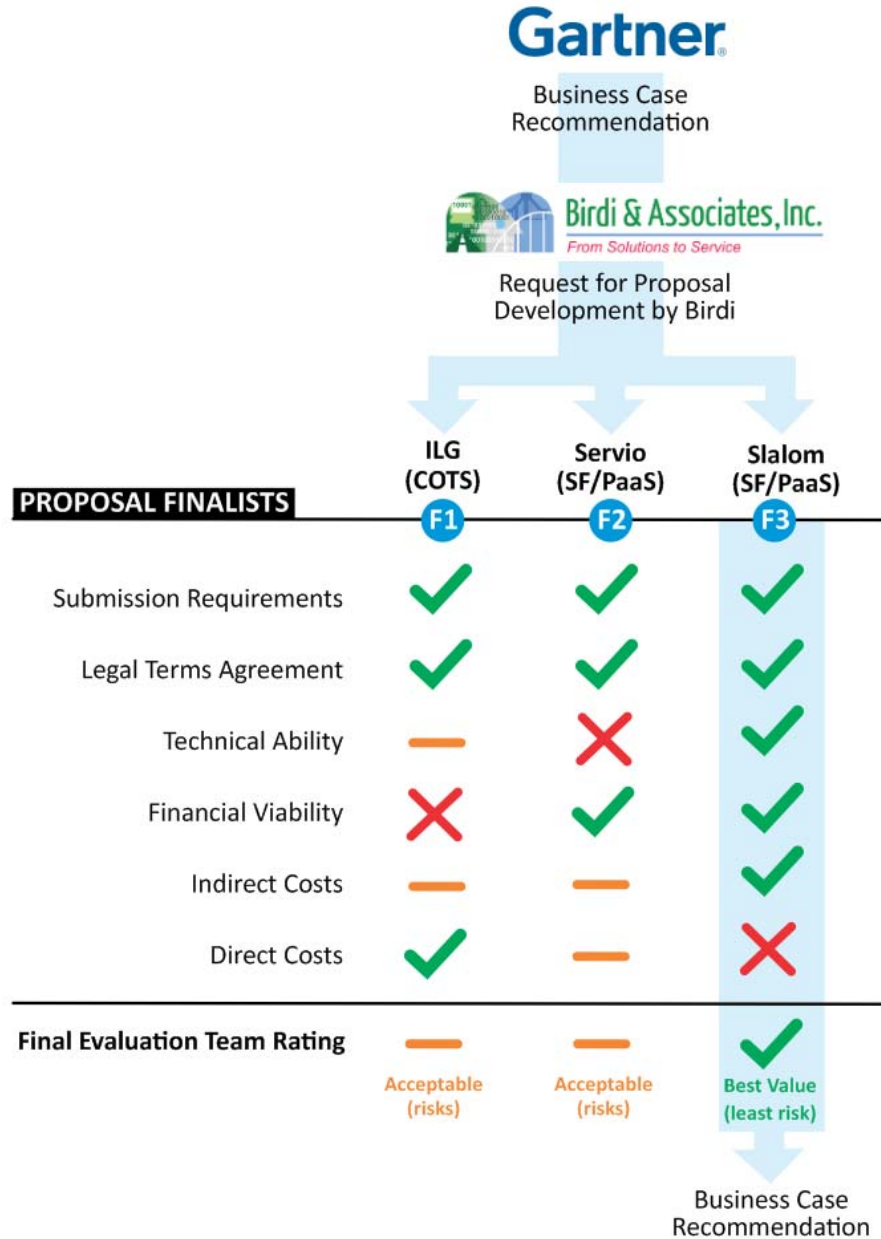 Gartner®
Business Case
Recommendation
Birdi & Associates, Inc.
From Solutions to Service
Request for Proposal
Development by Birdi
ILG
(COTS)
Servio
(SF/PaaS)
Slalom
(SF/PaaS)
PROPOSAL FINALISTS
F1
F2
F3
Submission Requirements
Legal Terms Agreement
Technical Ability
Financial Viability
Indirect Costs
Direct Costs
Final Evaluation Team Rating
Acceptable
(risks)
Acceptable
(risks)
Best Value
(least risk)
Business Case
Recommendation